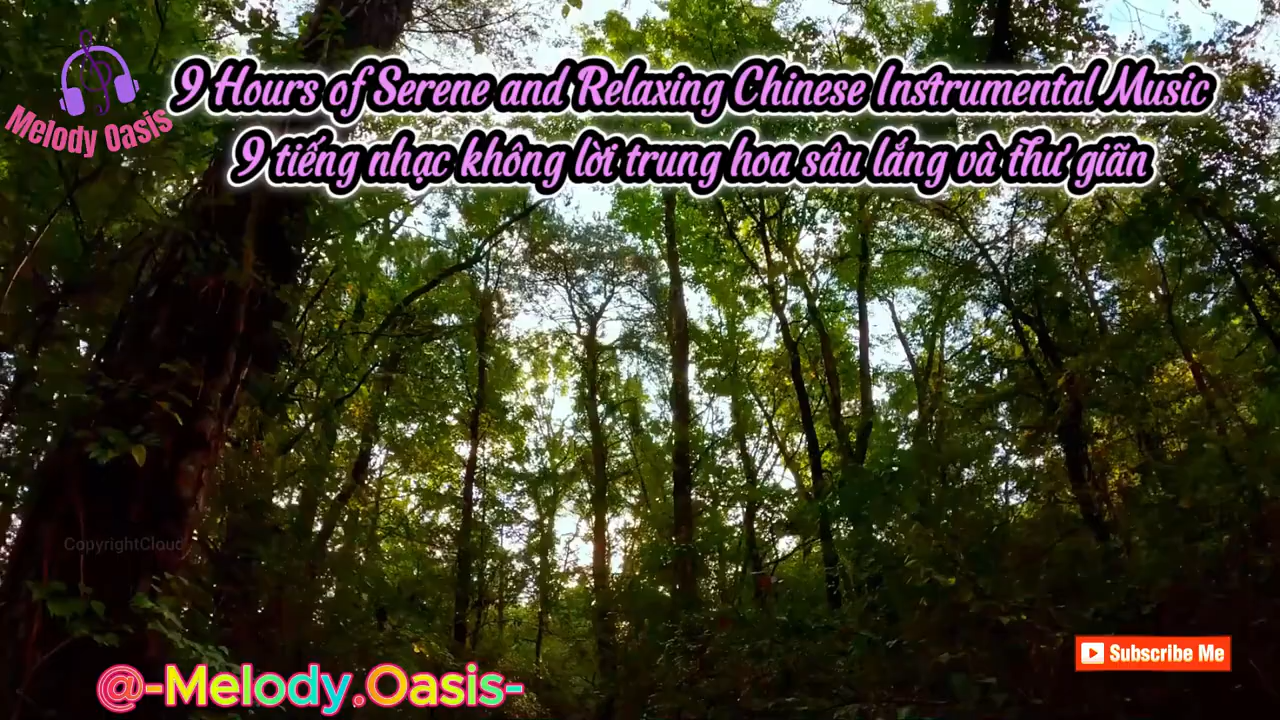 Melody Oasis
9 Hours of Serene and Relaxing Chinese Instrumental Music
9 tiếng nhạc không lời trung hoa sâu lắng và thư giãn
CopyrightCloud
@-Melody.Oasis-
Subscribe Me